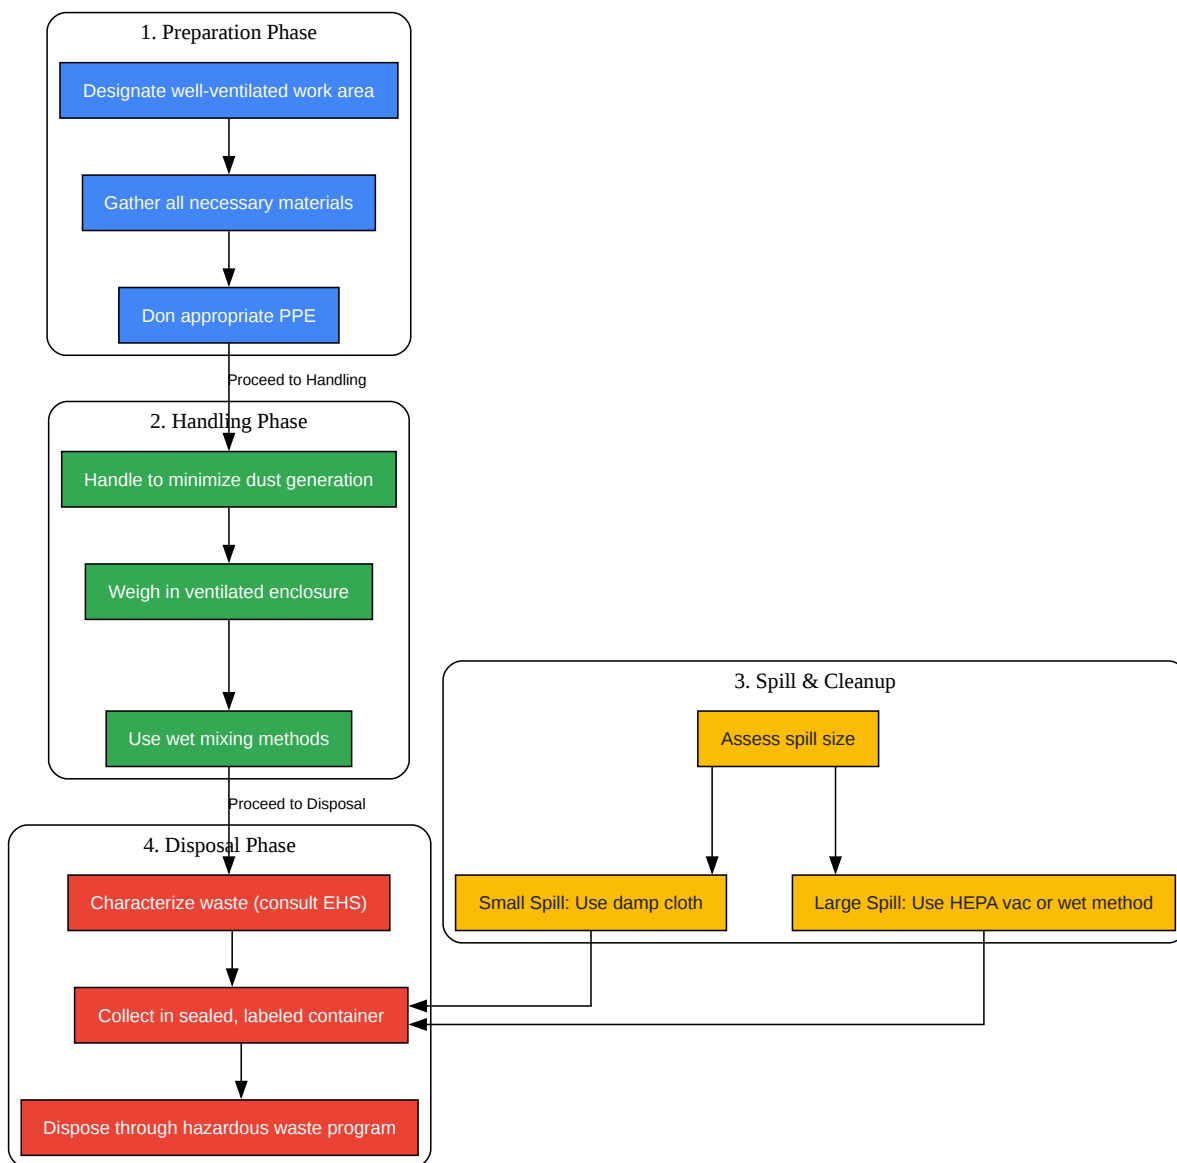 1. Preparation Phase
Designate well-ventilated work area
Gather all necessary materials
Don appropriate PPE
Proceed to Handling
2. Handling Phase
Handle to minimize dust generation
Weigh in ventilated enclosure
Use wet mixing methods
Proceed to Disposal
3. Spill & Cleanup
Assess spill size
Small Spill: Use damp cloth
Large Spill: Use HEPA vac or wet method
4. Disposal Phase
Characterize waste (consult EHS)
Collect in sealed, labeled container
Dispose through hazardous waste program